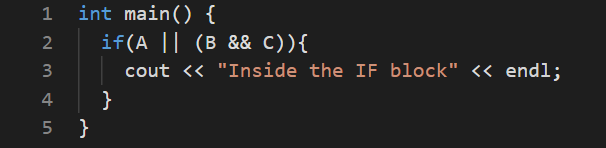 1 int main() {
2 if(A || (B && C)){
3 cout << "Inside the IF block" << endl;
4 }
5 }